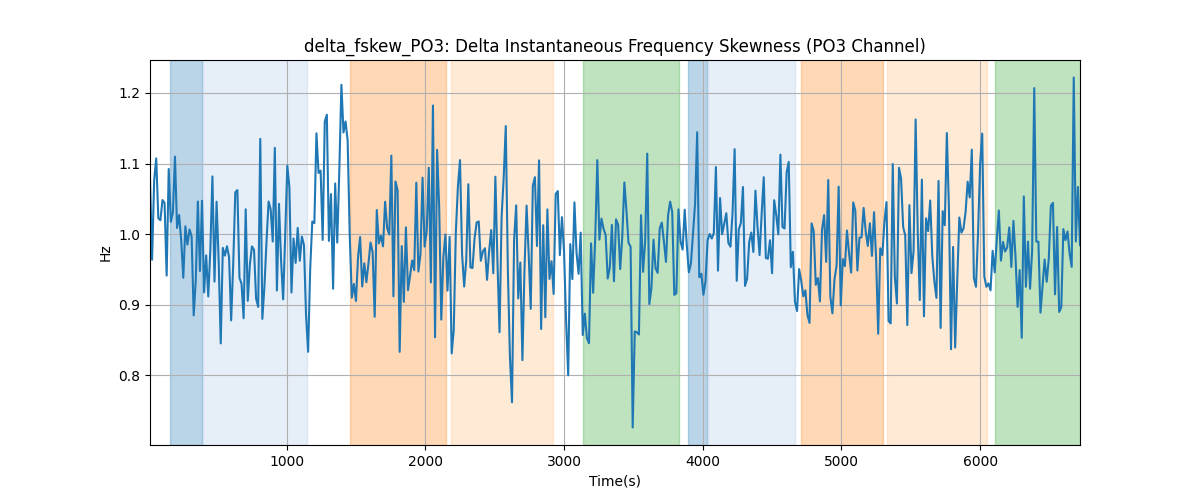 delta_fskew_PO3: Delta Instantaneous Frequency Skewness (PO3 Channel)
1.2
1.1
1.0
0.9
0.8
Hz
1000 2000 3000 4000 5000 6000
Time(s)